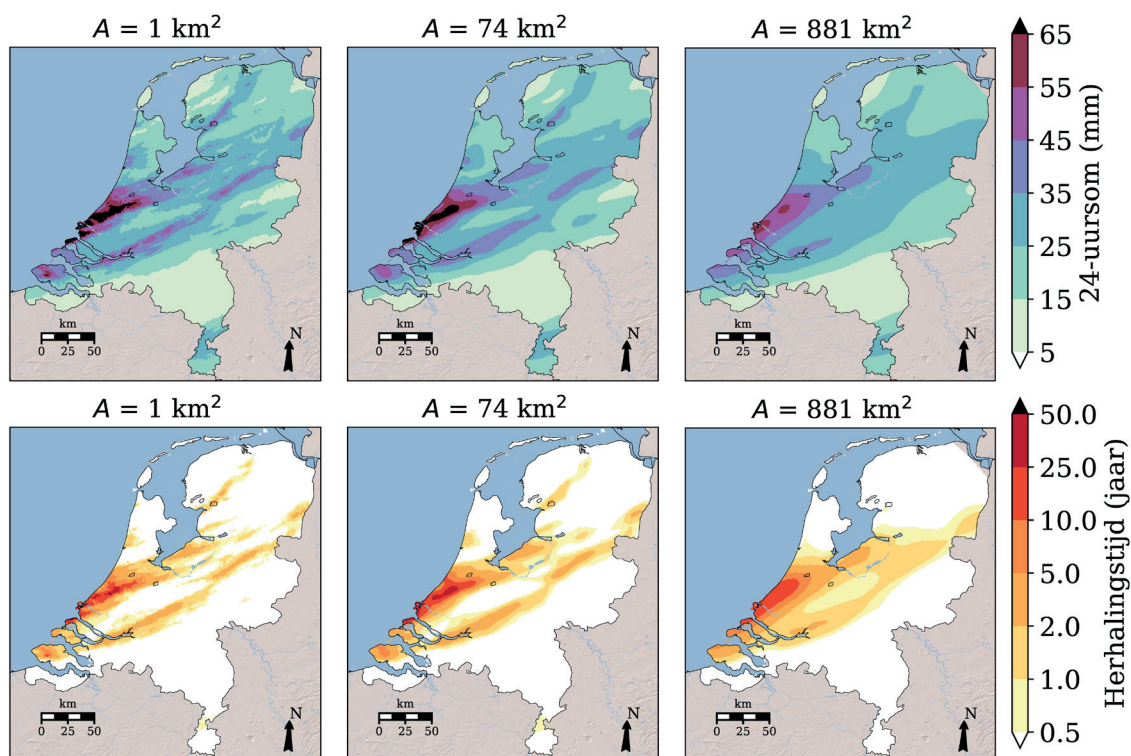 A = 1 km²
A = 74 km²
A = 881 km²
65
55
45
35
25
15
5
24-uursom (mm)
km
0 25 50
N
km
0 25 50
N
km
0 25 50
N
A = 1 km²
A = 74 km²
A = 881 km²
50.0
25.0
10.0
5.0
2.0
1.0
0.5
Herhalingstijd (jaar)
km
0 25 50
N
km
0 25 50
N
km
0 25 50
N